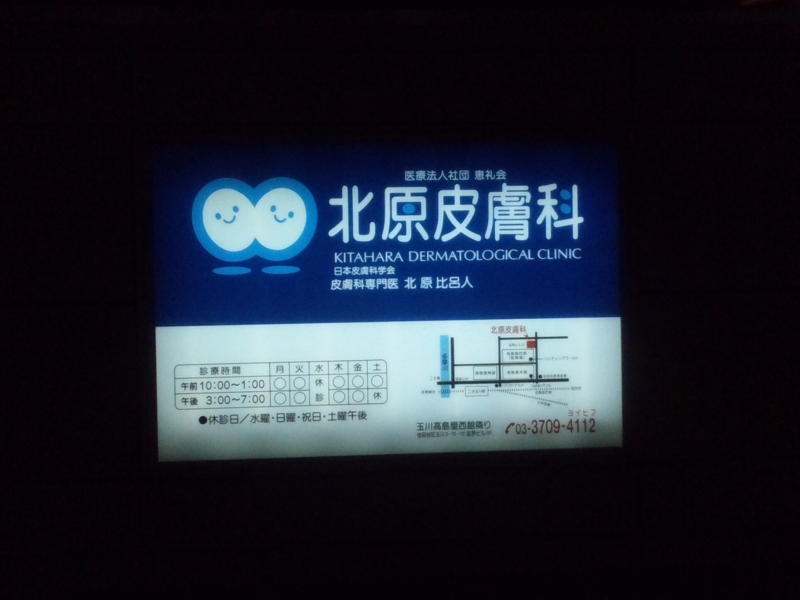 医療法人社団 恵礼会
北原皮膚科
KITAHARA DERMATOLOGICAL CLINIC
日本皮膚科学会
皮膚科専門医 北原比呂人
診療時間 月 火 水 木 金 土
午前 10:00〜1:00 ○ ○ 休 ○ ○ ○
午後 3:00〜7:00 ○ ○ 診 ○ ○ 休
●休診日/水曜・日曜・祝日・土曜午後
北原皮膚科
多摩川
玉川高島屋西館隣り
ヨイヒフ
03-3709-4112